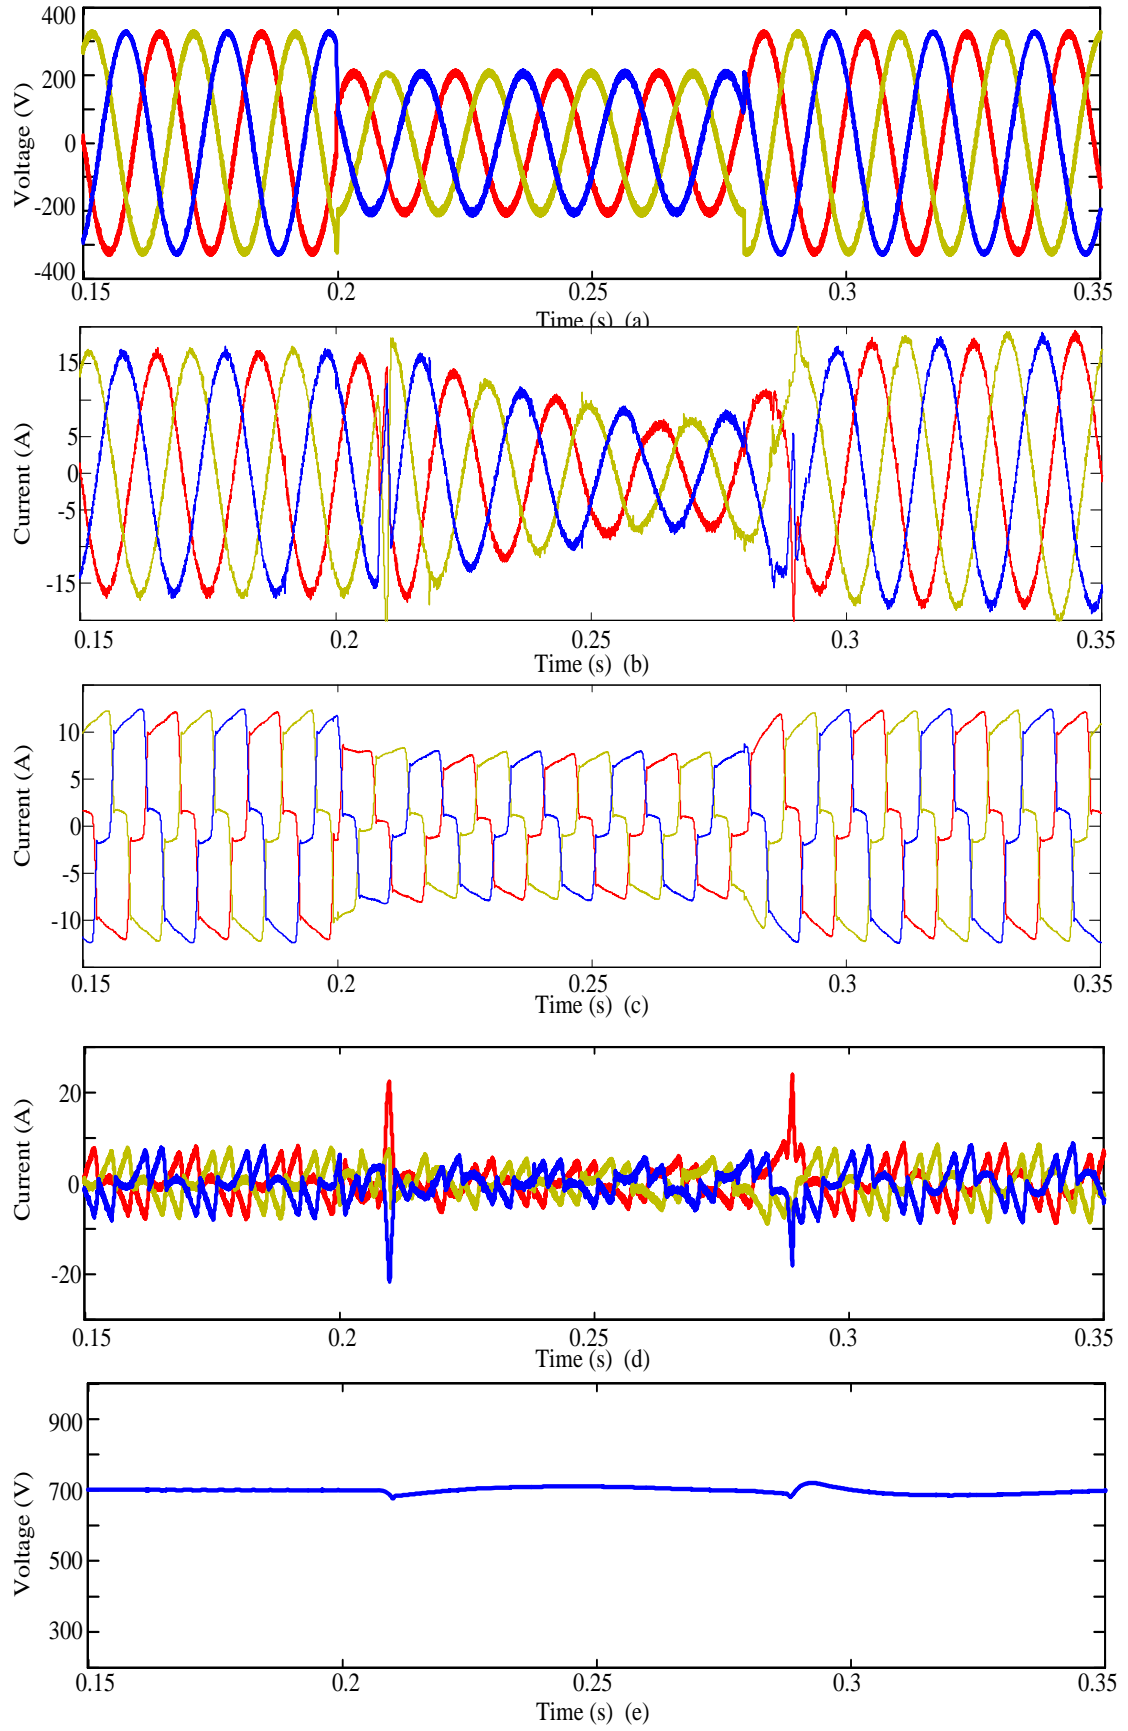 400
200
0
-200
-400
Voltage (V)
0.15 0.2 0.25 0.3 0.35
Time (s) (a)
15
5
0
-5
-15
Current (A)
0.15 0.2 0.25 0.3 0.35
Time (s) (b)
10
5
0
-5
-10
Current (A)
0.15 0.2 0.25 0.3 0.35
Time (s) (c)
20
0
-20
Current (A)
0.15 0.2 0.25 0.3 0.35
Time (s) (d)
900
700
500
300
Voltage (V)
0.15 0.2 0.25 0.3 0.35
Time (s) (e)